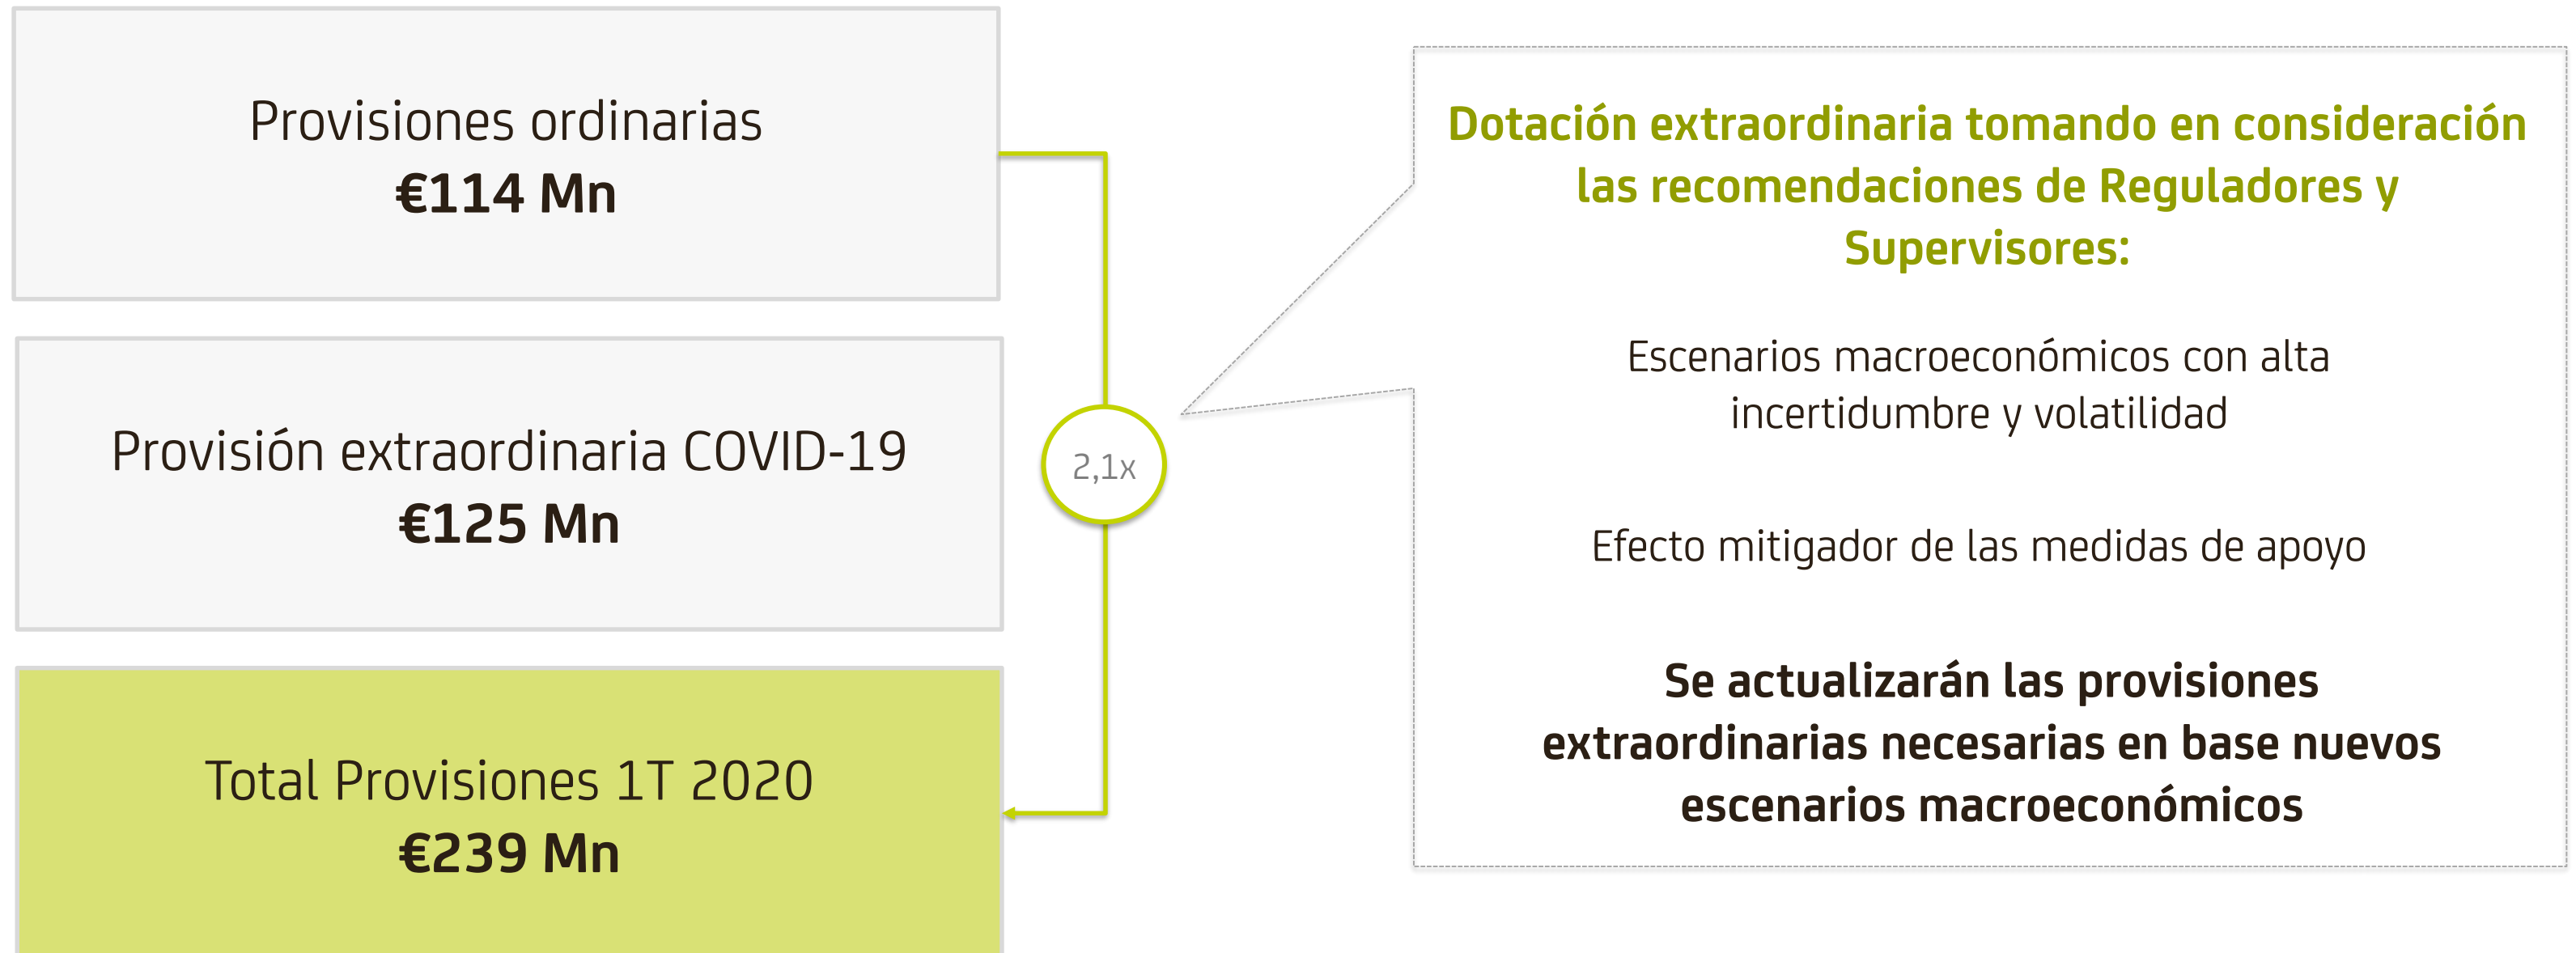 Provisiones ordinarias
€114 Mn
Provisión extraordinaria COVID-19
€125 Mn
Total Provisiones 1T 2020
€239 Mn
2,1x
Dotación extraordinaria tomando en consideración
las recomendaciones de Reguladores y
Supervisores:
Escenarios macroeconómicos con alta
incertidumbre y volatilidad
Efecto mitigador de las medidas de apoyo
Se actualizarán las provisiones
extraordinarias necesarias en base nuevos
escenarios macroeconómicos